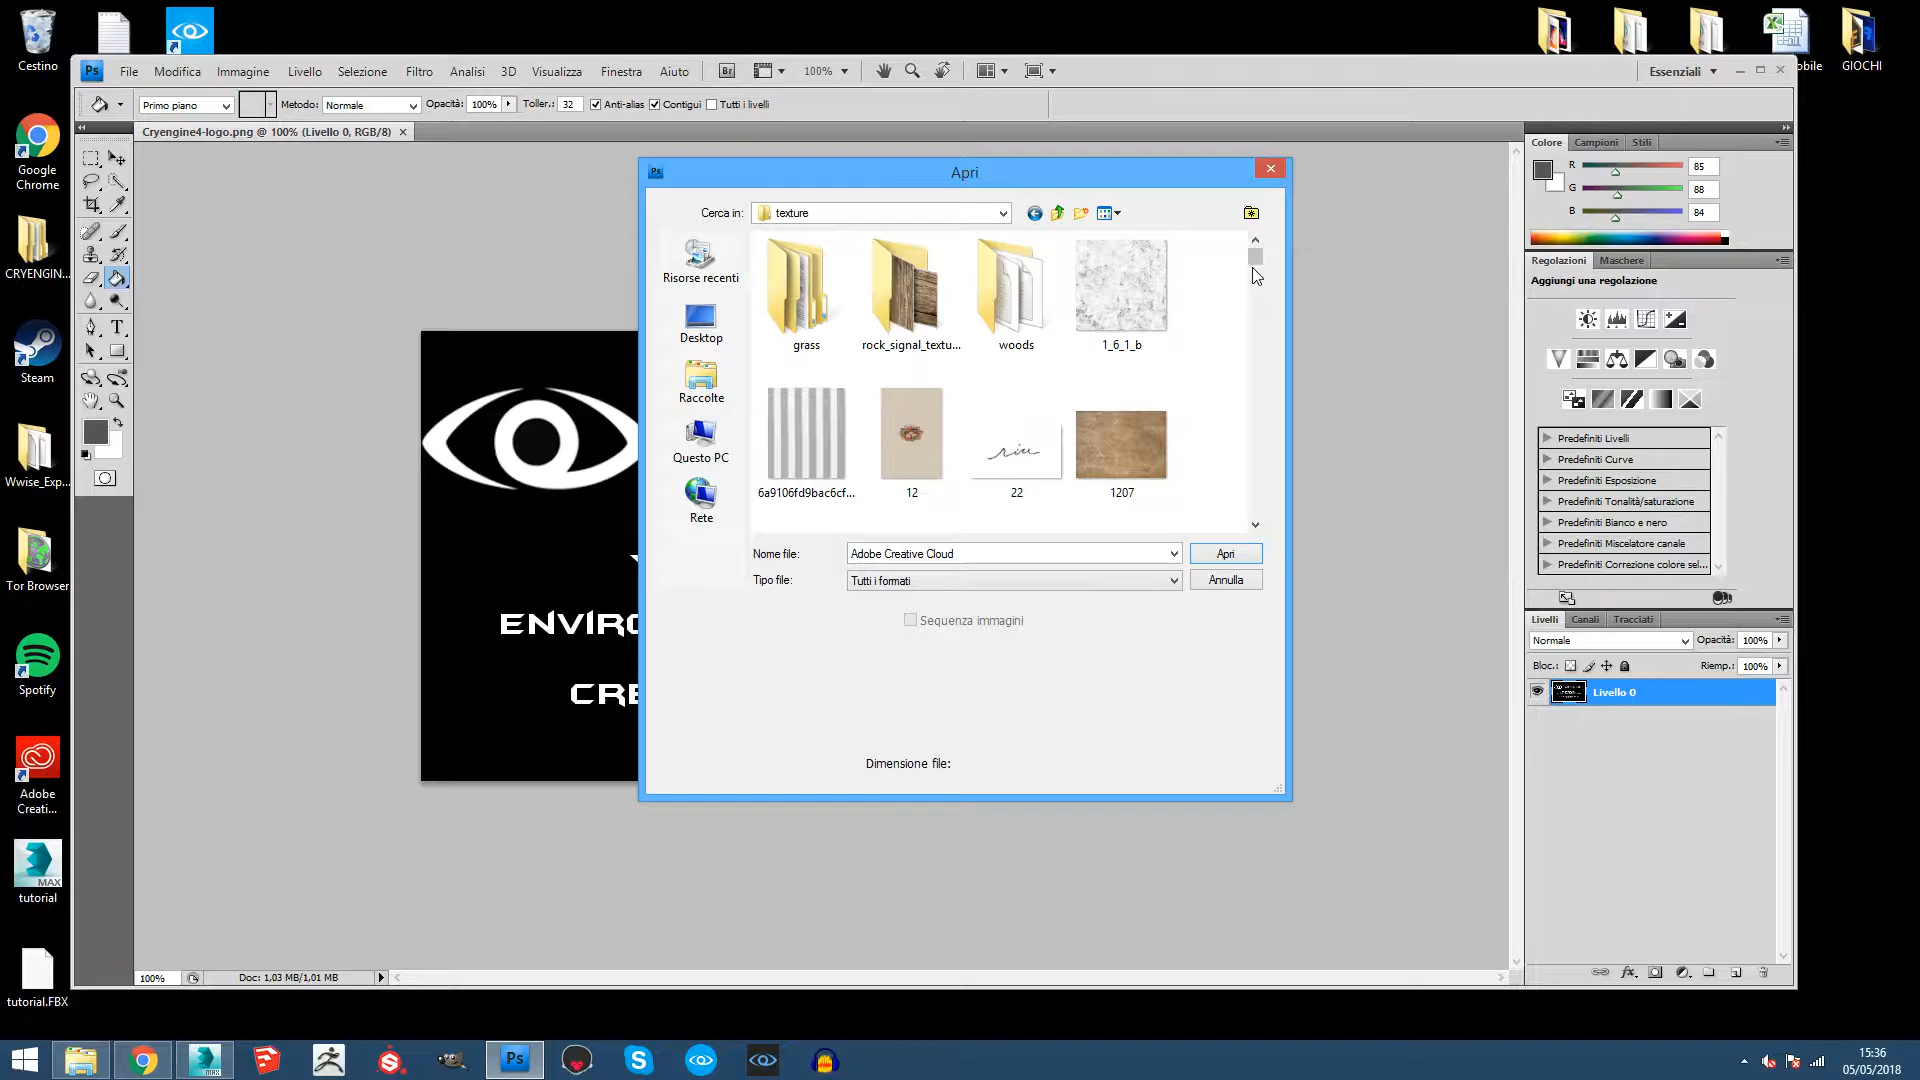 Cestino
obile
GIOCHI
Ps
File
Modifica
Immagine
Livello
Selezione
Filtro
Analisi
3D
Visualizza
Finestra
Aiuto
Br
100%
Essenziali
Primo piano
Metodo:
Normale
Opacità:
100%
Toller.:
32
Anti-alias
Contigui
Tutti i livelli
Cryengine4-logo.png @ 100% (Livello 0, RGB/8)
Google
Chrome
CRYENGIN...
Steam
Wwise_Exp...
Tor Browser
Spotify
Adobe
Creati...
MAX
tutorial
tutorial.FBX
ENVIRO
CRE
Apri
Cerca in:
texture
Risorse recenti
Desktop
Raccolte
Questo PC
Rete
grass
rock_signal_textu...
woods
1_6_1_b
6a9106fd9bac6cf...
12
22
1207
Nome file:
Adobe Creative Cloud
Apri
Tipo file:
Tutti i formati
Annulla
Sequenza immagini
Dimensione file:
Colore
Campioni
Stili
R
85
G
88
B
84
Regolazioni
Maschere
Aggiungi una regolazione
Predefiniti Livelli
Predefiniti Curve
Predefiniti Esposizione
Predefiniti Tonalità/saturazione
Predefiniti Bianco e nero
Predefiniti Miscelatore canale
Predefiniti Correzione colore sel...
Livelli
Canali
Tracciati
Normale
Opacità:
100%
Bloc.:
Riemp.:
100%
Livello 0
100%
Doc: 1,03 MB/1,01 MB
15:36
05/05/2018